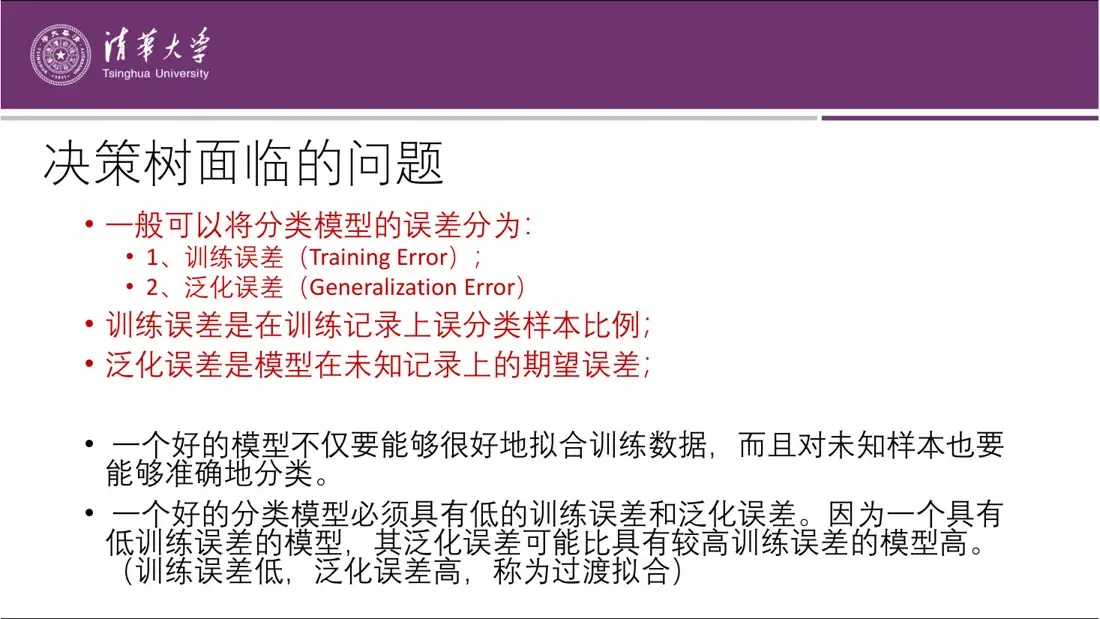 清华大学
Tsinghua University
决策树面临的问题
• 一般可以将分类模型的误差分为：
• 1、训练误差（Training Error）；
• 2、泛化误差（Generalization Error）
• 训练误差是在训练记录上误分类样本比例；
• 泛化误差是模型在未知记录上的期望误差；
• 一个好的模型不仅要能够很好地拟合训练数据，而且对未知样本也要
能够准确地分类。
• 一个好的分类模型必须具有低的训练误差和泛化误差。因为一个具有
低训练误差的模型，其泛化误差可能比具有较高训练误差的模型高。
（训练误差低，泛化误差高，称为过渡拟合）